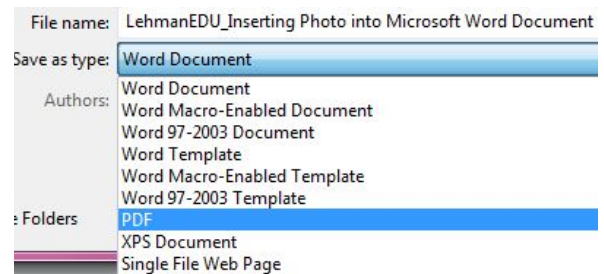 File name: LehmanEDU_Inserting Photo into Microsoft Word Document
Save as type: Word Document
Authors:
Word Document
Word Macro-Enabled Document
Word 97-2003 Document
Word Template
Word Macro-Enabled Template
Word 97-2003 Template
e Folders
PDF
XPS Document
Single File Web Page